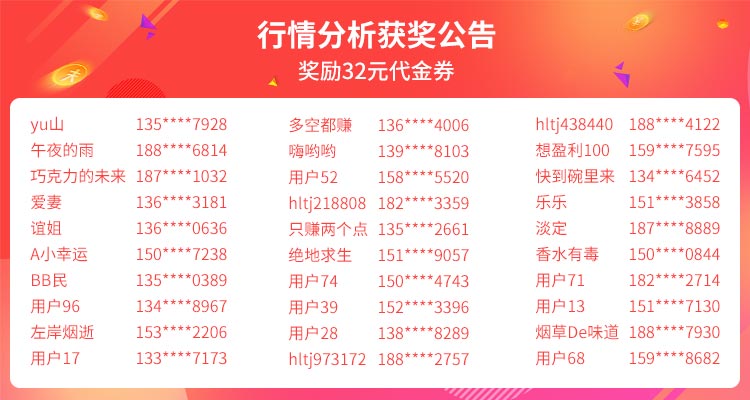 行情分析获奖公告
奖励32元代金券
yu山 135****7928 多空都赚 136****4006 hltj438440 188****4122
午夜的雨 188****6814 嗨哟哟 139****8103 想盈利100 159****7595
巧克力的未来 187****1032 用户52 158****5520 快到碗里来 134****6452
爱妻 136****3181 hltj218808 182****3359 乐乐 151****3858
谊姐 136****0636 只赚两个点 135****2661 淡定 187****8889
A小幸运 150****7238 绝地求生 151****9057 香水有毒 150****0844
BB民 135****0389 用户74 150****4743 用户71 182****2714
用户96 134****8967 用户39 152****3396 用户13 151****7130
左岸烟逝 153****2206 用户28 138****8289 烟草De味道 188****7930
用户17 133****7173 hltj973172 188****2757 用户68 159****8682